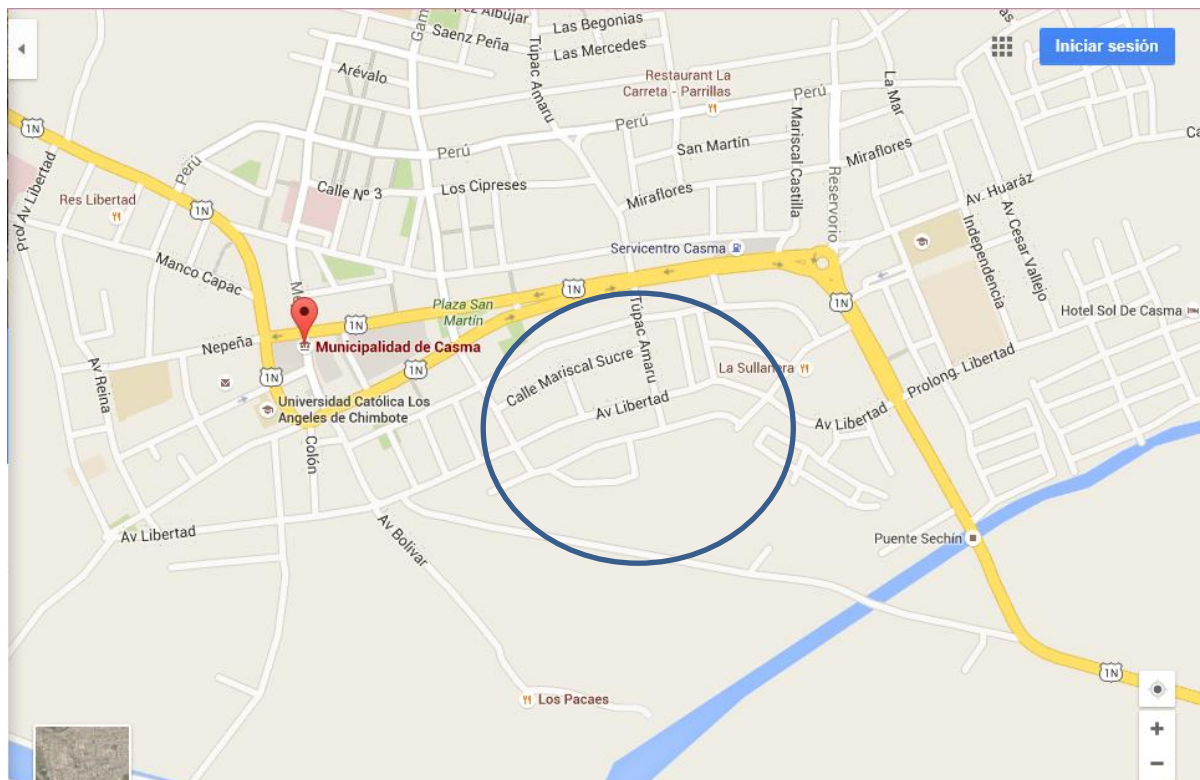 Albújar
Las Begonias
Saenz Peña
Las Mercedes
Túpac Amaru
Iniciar sesión
Arévalo
Restaurant La
Carreta - Parrillas
La Mar
Perú
Perú
Perú
Perú
1N
Prol Av Libertad
San Martín
Mariscal Castilla
Miraflores
Reservorio
Res Libertad
Calle Nº 3
Los Cipreses
Miraflores
Av. Huaráz
1N
Independencia
Av Cesar Vallejo
Servicentro Casma
Manco Capac
Plaza San
Martín
1N
1N
Túpac Amaru
Hotel Sol De Casma
Nepeña
1N
Municipalidad de Casma
Calle Mariscal Sucre
La Sullanera
Prolong. Libertad
Av Reina
1N
1N
Universidad Católica Los
Angeles de Chimbote
Av Libertad
Av Libertad
Colón
Av Libertad
Av Bolivar
Puente Sechín
1N
Los Pacaes